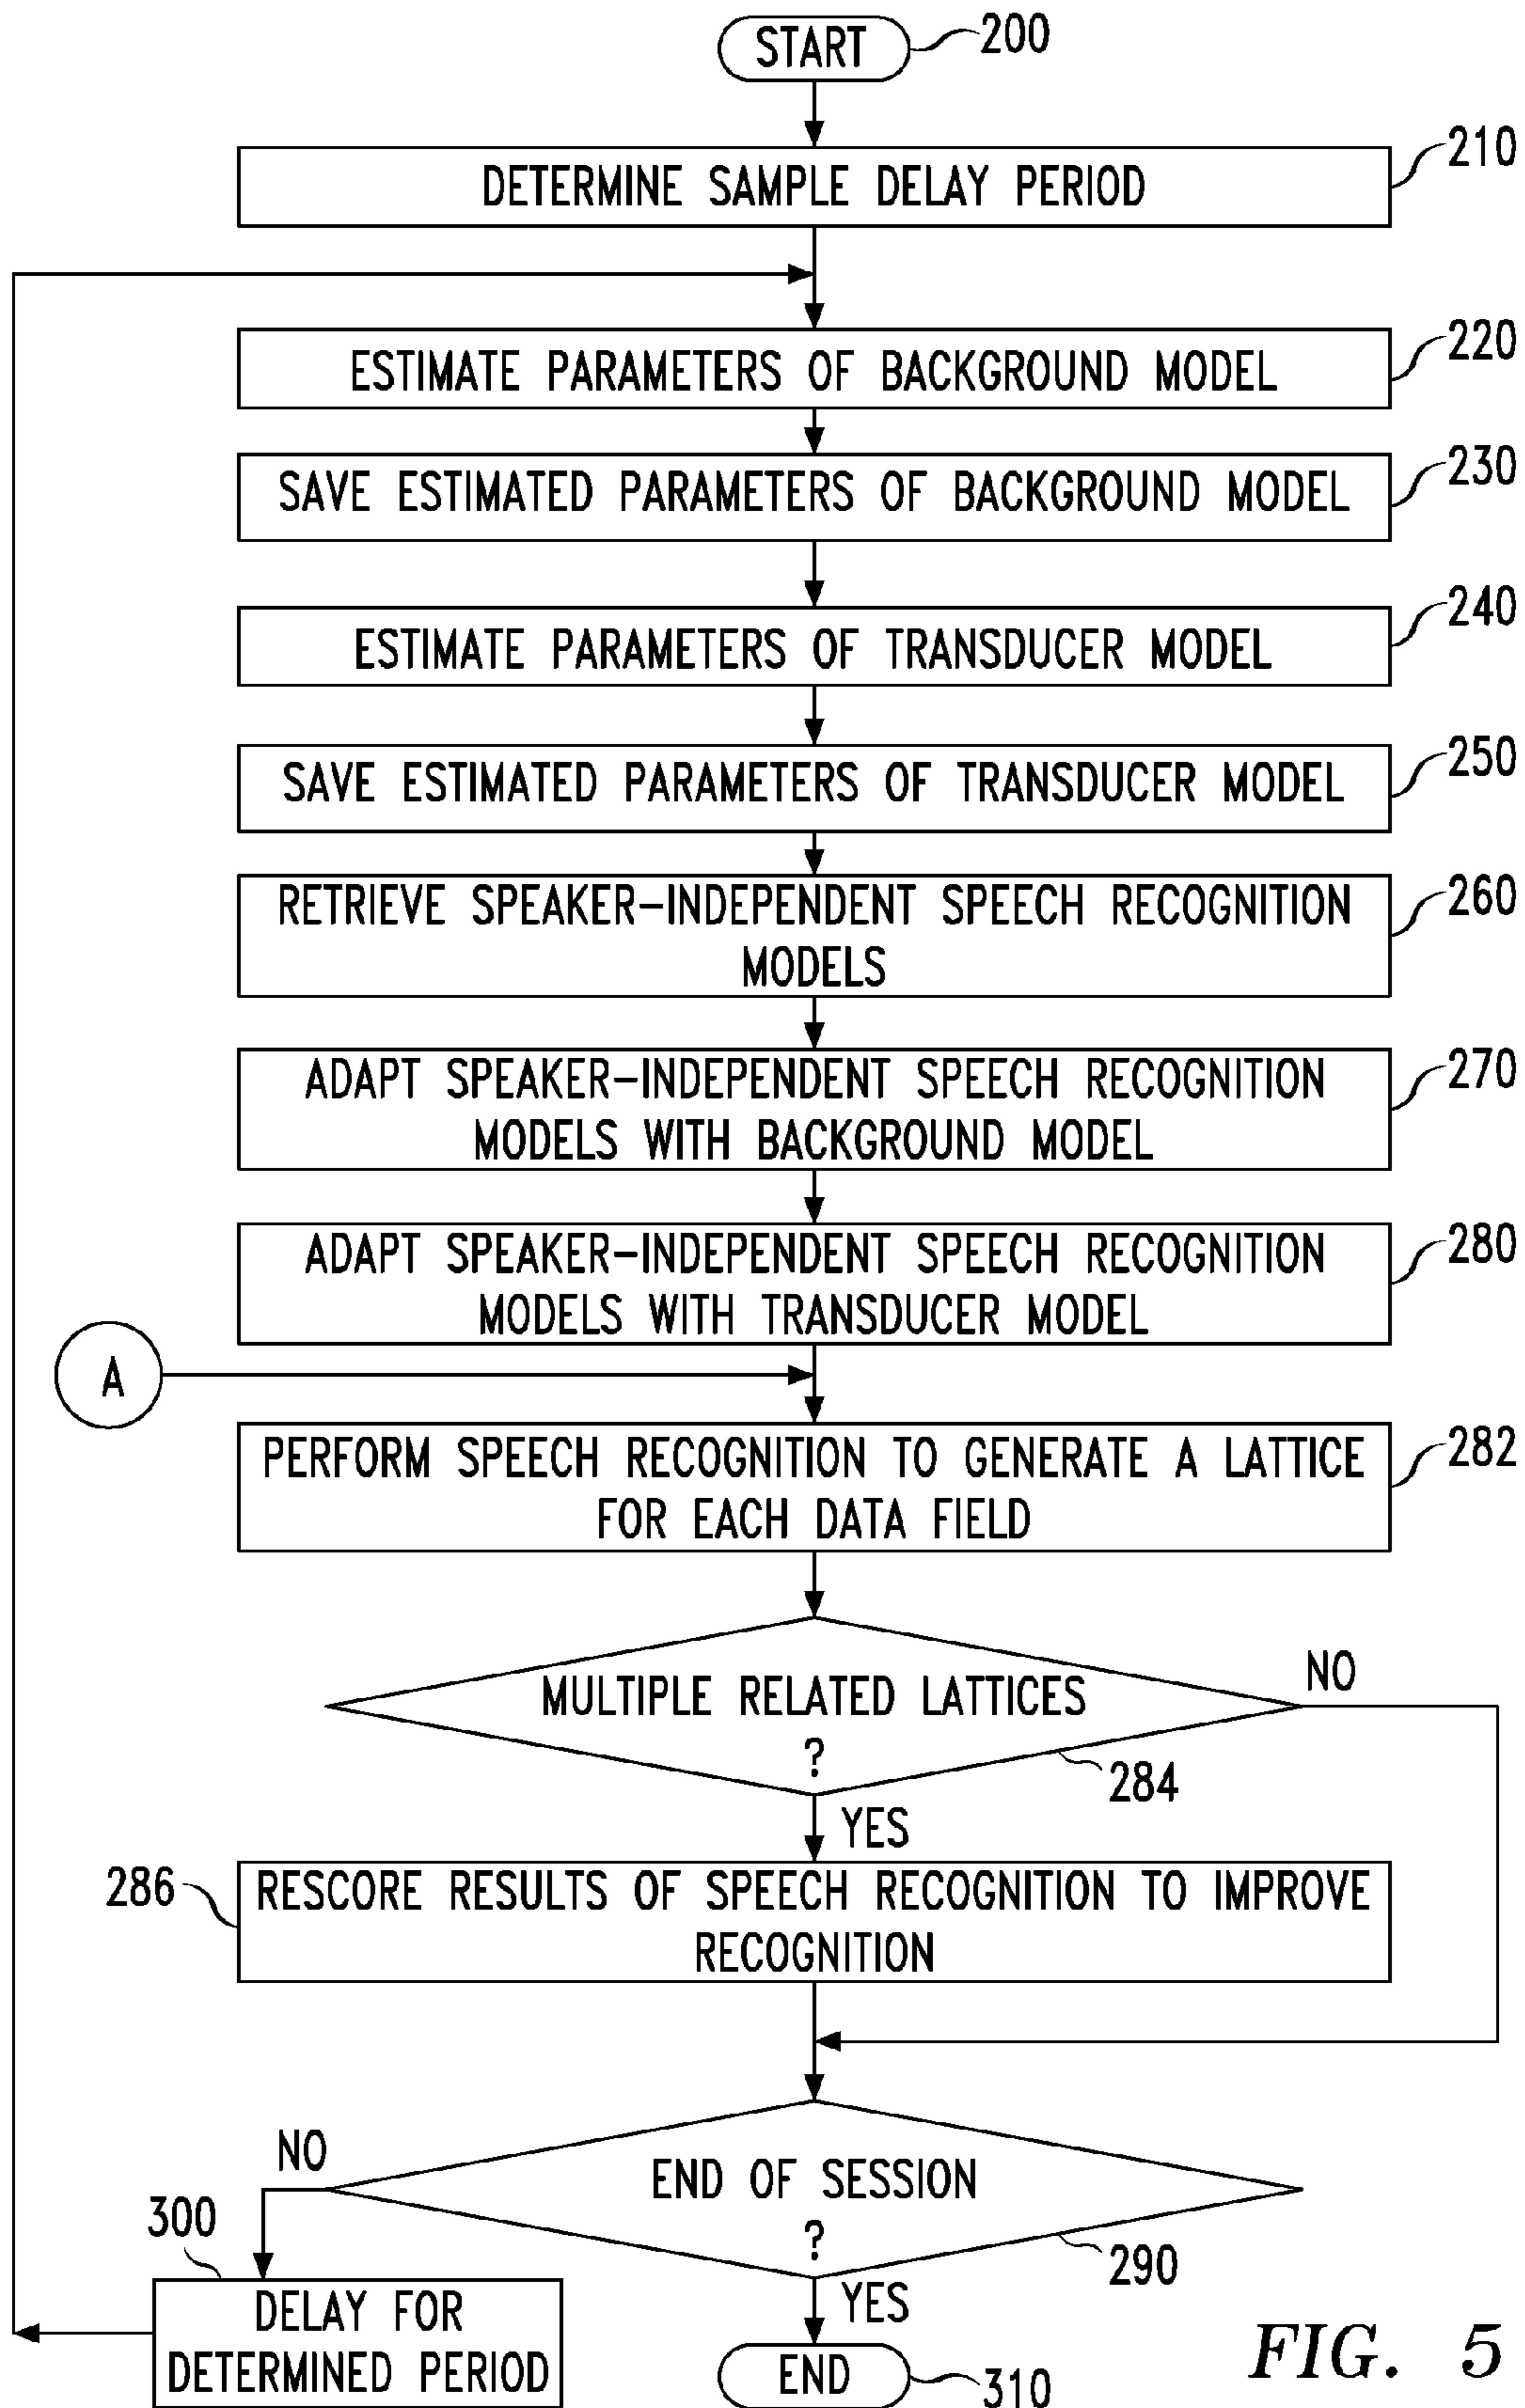 START
200
DETERMINE SAMPLE DELAY PERIOD
210
ESTIMATE PARAMETERS OF BACKGROUND MODEL
220
SAVE ESTIMATED PARAMETERS OF BACKGROUND MODEL
230
ESTIMATE PARAMETERS OF TRANSDUCER MODEL
240
SAVE ESTIMATED PARAMETERS OF TRANSDUCER MODEL
250
RETRIEVE SPEAKER-INDEPENDENT SPEECH RECOGNITION
MODELS
260
ADAPT SPEAKER-INDEPENDENT SPEECH RECOGNITION
MODELS WITH BACKGROUND MODEL
270
ADAPT SPEAKER-INDEPENDENT SPEECH RECOGNITION
MODELS WITH TRANSDUCER MODEL
280
A
PERFORM SPEECH RECOGNITION TO GENERATE A LATTICE
FOR EACH DATA FIELD
282
MULTIPLE RELATED LATTICES
?
NO
284
YES
286
RESCORE RESULTS OF SPEECH RECOGNITION TO IMPROVE
RECOGNITION
NO
END OF SESSION
?
290
300
YES
DELAY FOR
DETERMINED PERIOD
END
310
FIG. 5